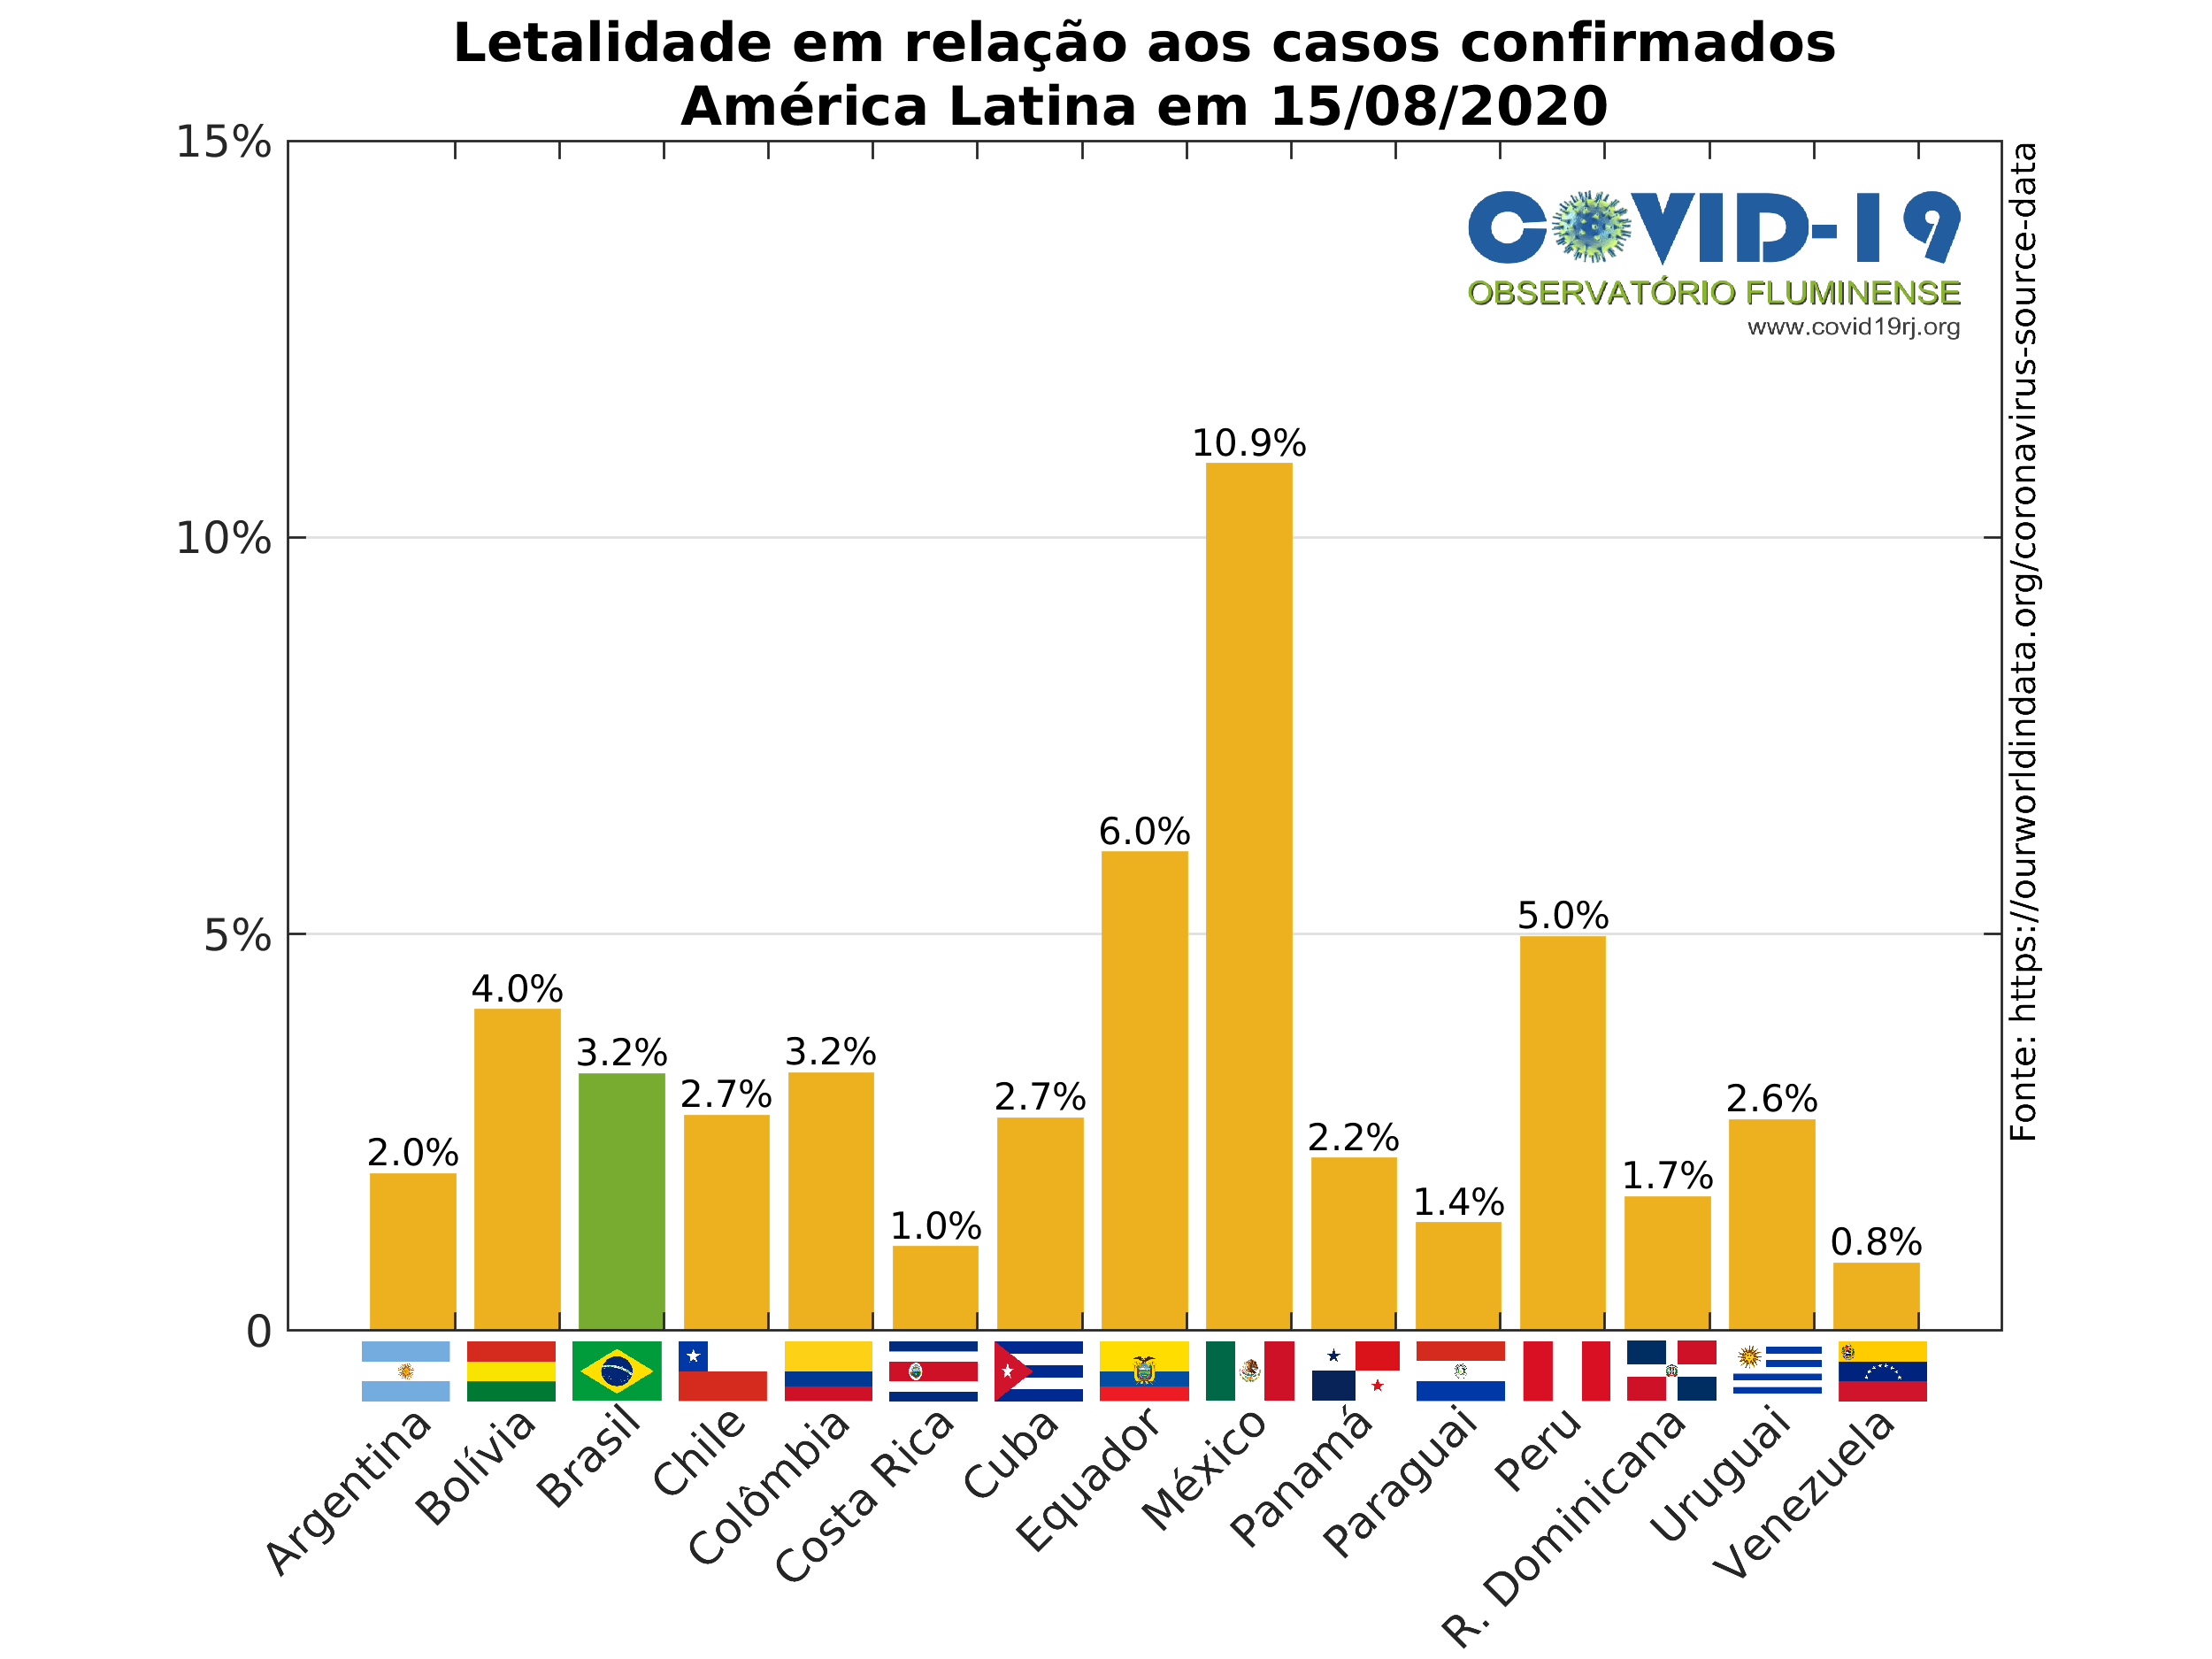 Letalidade em relação aos casos confirmados
América Latina em 15/08/2020
15%
10%
5%
0
COVID-19
OBSERVATÓRIO FLUMINENSE
www.covid19rj.org
Fonte: https://ourworldindata.org/coronavirus-source-data
2.0%
4.0%
3.2%
2.7%
3.2%
1.0%
2.7%
6.0%
10.9%
2.2%
1.4%
5.0%
1.7%
2.6%
0.8%
Argentina
Bolívia
Brasil
Chile
Colômbia
Costa Rica
Cuba
Equador
México
Panamá
Paraguai
Peru
R. Dominicana
Uruguai
Venezuela